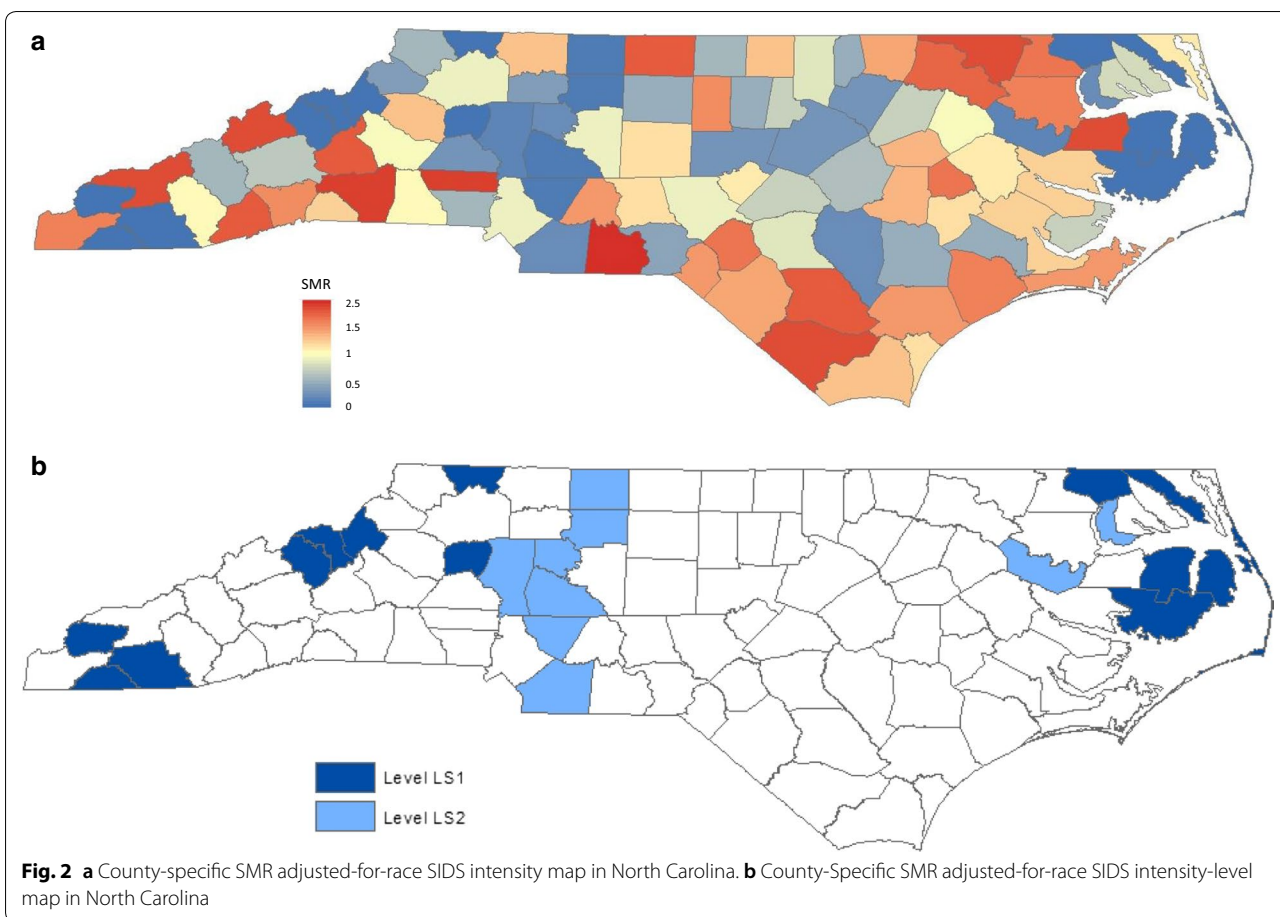 a
SMR
2.5
1.5
1
0.5
0
b
Level LS1
Level LS2
Fig. 2 a County-specific SMR adjusted-for-race SIDS intensity map in North Carolina. b County-Specific SMR adjusted-for-race SIDS intensity-level
map in North Carolina